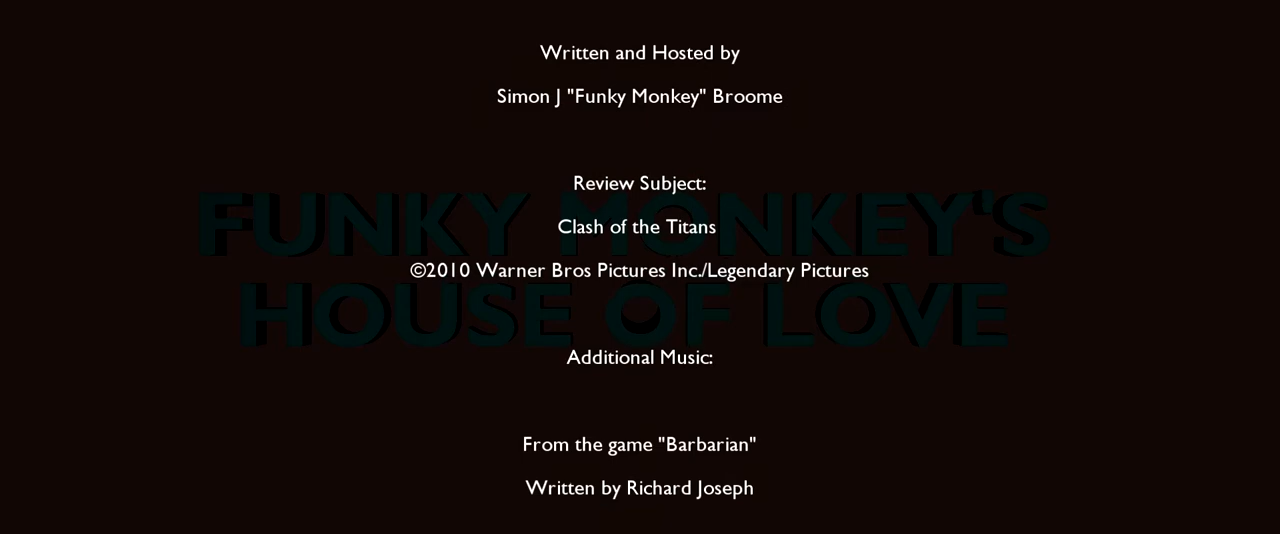 Written and Hosted by
Simon J "Funky Monkey" Broome
Review Subject:
Clash of the Titans
©2010 Warner Bros Pictures Inc./Legendary Pictures
FUNKY MONKEY'S
HOUSE OF LOVE
Additional Music:
From the game "Barbarian"
Written by Richard Joseph